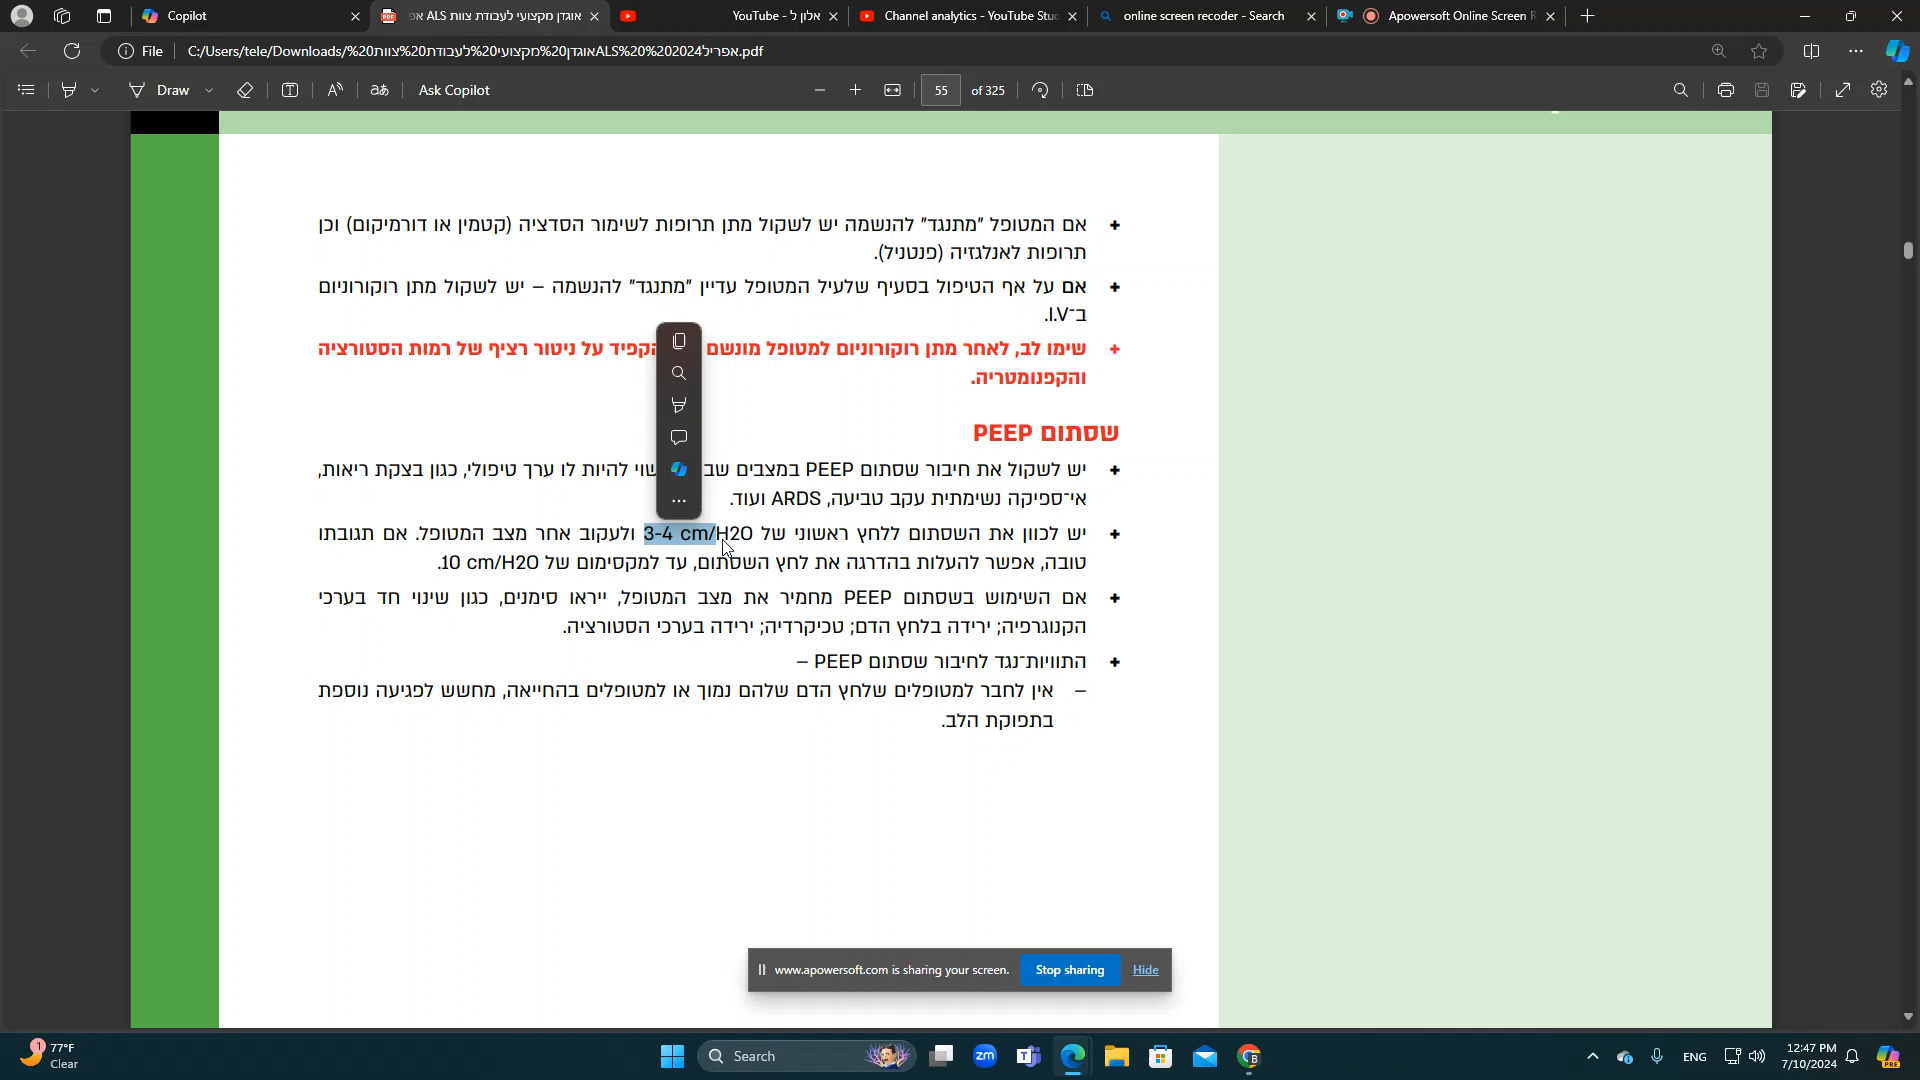 Copilot
אוגדן מקצועי לעבודת צוות ALS אפ
YouTube - אלון ל
Channel analytics - YouTube Stu
online screen recoder - Search
Apowersoft Online Screen R
File
C:/Users/tele/Downloads/%20אוגדן%20מקצועי%20לעבודת%20צוותALS%20%20אפריל2024.pdf
Draw
Ask Copilot
55 of 325
+ אם המטופל "מתנגד" להנשמה יש לשקול מתן תרופות לשימור הסדציה (קטמין או דורמיקום) וכן
תרופות לאנלגזיה (פנטניל).
+ אם על אף הטיפול בסעיף שלעיל המטופל עדיין "מתנגד" להנשמה – יש לשקול מתן רוקורוניום
ב־I.V.
+ שימו לב, לאחר מתן רוקורוניום למטופל מונשם הקפיד על ניטור רציף של רמות הסטורציה
והקפנומטריה.
שסתום PEEP
+ יש לשקול את חיבור שסתום PEEP במצבים שב שוי להיות לו ערך טיפולי, כגון בצקת ריאות,
אי־ספיקה נשימתית עקב טביעה, ARDS ועוד.
+ יש לכוון את השסתום ללחץ ראשוני של 3-4 cm/H2O ולעקוב אחר מצב המטופל. אם תגובתו
טובה, אפשר להעלות בהדרגה את לחץ השסתום, עד למקסימום של 10 cm/H2O.
+ אם השימוש בשסתום PEEP מחמיר את מצב המטופל, ייראו סימנים, כגון שינוי חד בערכי
הקנוגרפיה; ירידה בלחץ הדם; טכיקרדיה; ירידה בערכי הסטורציה.
+ התוויות־נגד לחיבור שסתום PEEP –
– אין לחבר למטופלים שלחץ הדם שלהם נמוך או למטופלים בהחייאה, מחשש לפגיעה נוספת
בתפוקת הלב.
www.apowersoft.com is sharing your screen.
Stop sharing
Hide
1
77°F
Clear
Search
ENG
12:47 PM
7/10/2024